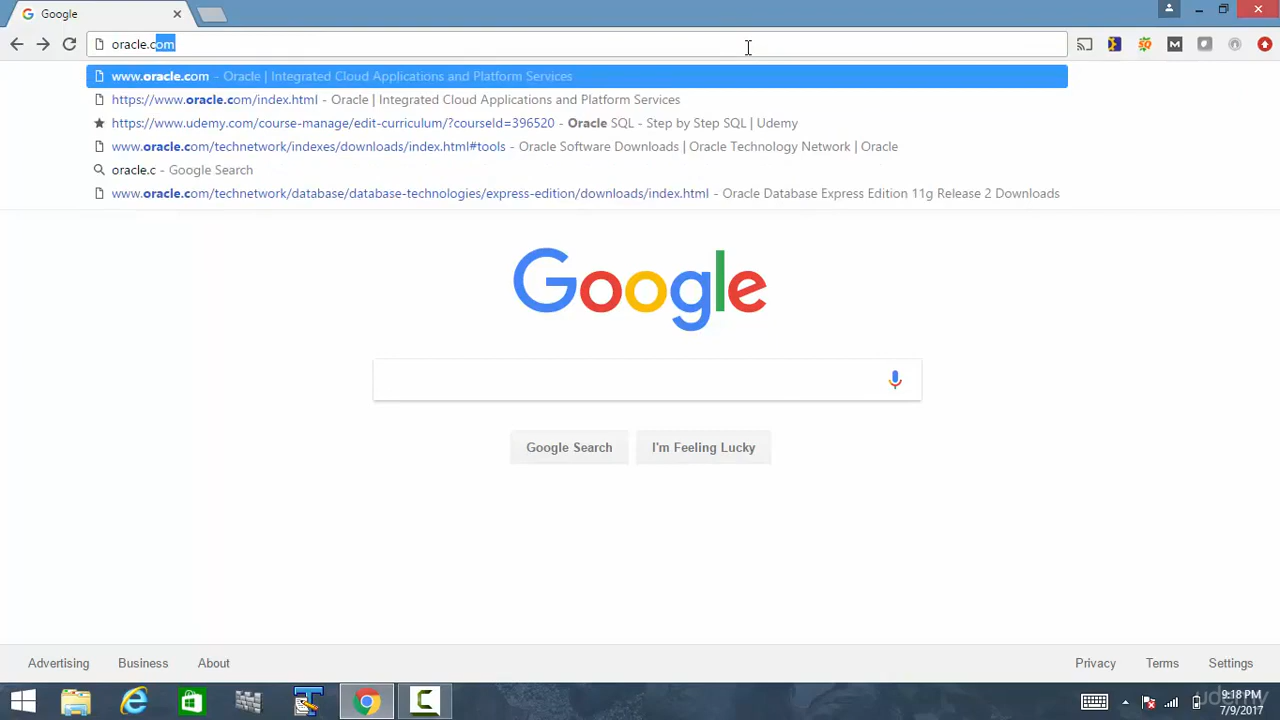 Google
oracle.com
www.oracle.com - Oracle | Integrated Cloud Applications and Platform Services
https://www.oracle.com/index.html - Oracle | Integrated Cloud Applications and Platform Services
https://www.udemy.com/course-manage/edit-curriculum/?courseId=396520 - Oracle SQL - Step by Step SQL | Udemy
www.oracle.com/technetwork/indexes/downloads/index.html#tools - Oracle Software Downloads | Oracle Technology Network | Oracle
oracle.c - Google Search
www.oracle.com/technetwork/database/database-technologies/express-edition/downloads/index.html - Oracle Database Express Edition 11g Release 2 Downloads
Google
Google Search I'm Feeling Lucky
Advertising Business About Privacy Terms Settings
9:18 PM
7/9/2017
udemy